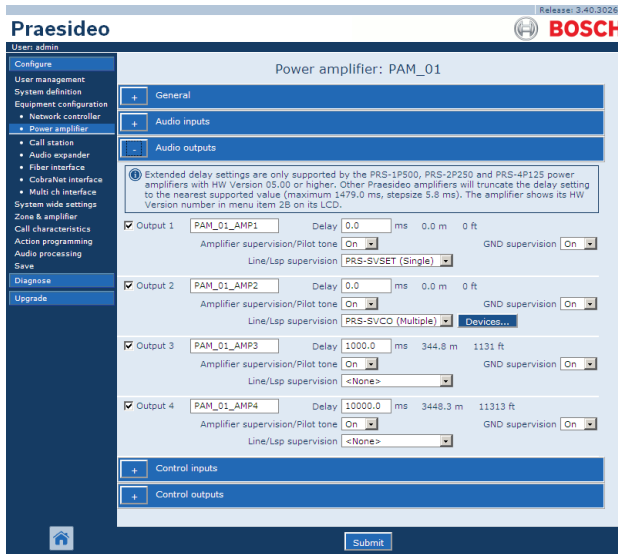 Release: 3.40.3026
Praesideo
BOSCH
User: admin
Configure
User management
System definition
Equipment configuration
• Network controller
• Power amplifier
• Call station
• Audio expander
• Fiber interface
• CobraNet interface
• Multi ch interface
System wide settings
Zone & amplifier
Call characteristics
Action programming
Audio processing
Save
Diagnose
Upgrade
Power amplifier: PAM_01
+ General
+ Audio inputs
- Audio outputs
Extended delay settings are only supported by the PRS-1P500, PRS-2P250 and PRS-4P125 power
amplifiers with HW Version 05.00 or higher. Other Praesideo amplifiers will truncate the delay setting
to the nearest supported value (maximum 1479.0 ms, stepsize 5.8 ms). The amplifier shows its HW
Version number in menu item 2B on its LCD.
Output 1 PAM_01_AMP1 Delay 0.0 ms 0.0 m 0 ft
Amplifier supervision/Pilot tone On GND supervision On
Line/Lsp supervision PRS-SVSET (Single)
Output 2 PAM_01_AMP2 Delay 0.0 ms 0.0 m 0 ft
Amplifier supervision/Pilot tone On GND supervision On
Line/Lsp supervision PRS-SVCO (Multiple) Devices...
Output 3 PAM_01_AMP3 Delay 1000.0 ms 344.8 m 1131 ft
Amplifier supervision/Pilot tone On GND supervision On
Line/Lsp supervision <None>
Output 4 PAM_01_AMP4 Delay 10000.0 ms 3448.3 m 11313 ft
Amplifier supervision/Pilot tone On GND supervision On
Line/Lsp supervision <None>
+ Control inputs
+ Control outputs
Submit